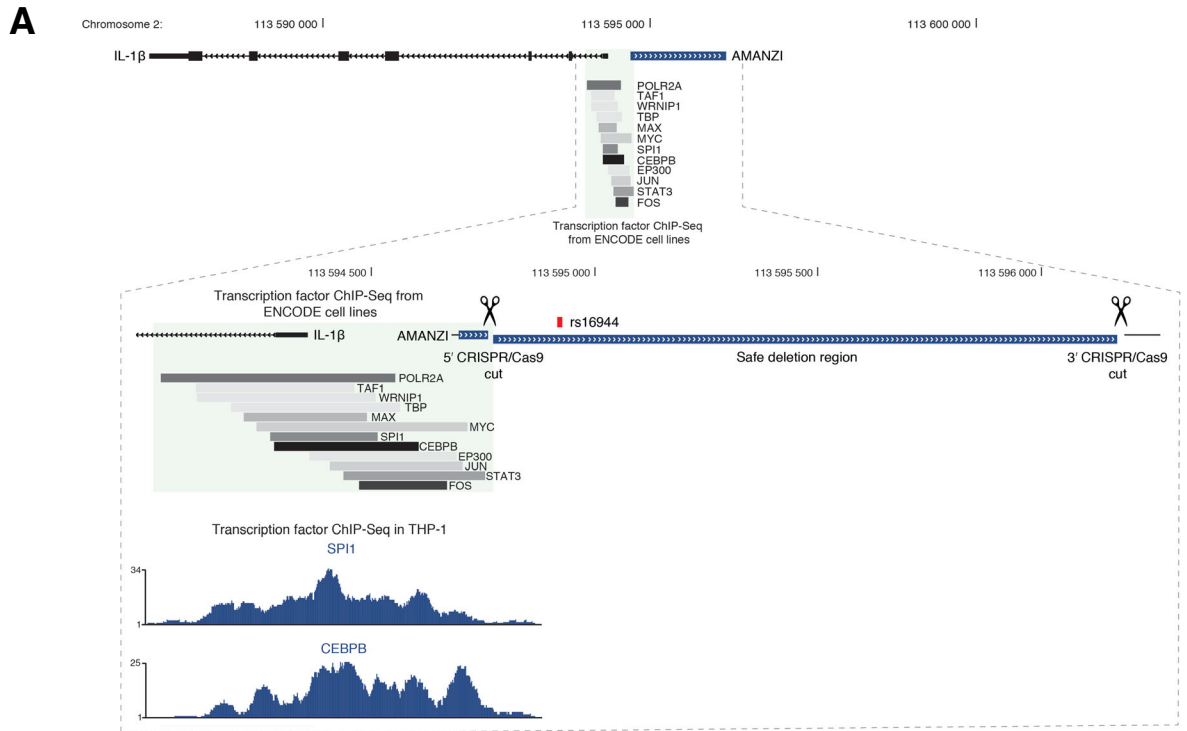 A
Chromosome 2: 113 590 000 113 595 000 113 600 000
IL-1β AMANZI
POLR2A
TAF1
WRNIP1
TBP
MAX
MYC
SPI1
CEBPB
EP300
JUN
STAT3
FOS
Transcription factor ChIP-Seq
from ENCODE cell lines
113 594 500 113 595 000 113 595 500 113 596 000
Transcription factor ChIP-Seq from
ENCODE cell lines
rs16944
IL-1β AMANZI
5' CRISPR/Cas9
cut
Safe deletion region
3' CRISPR/Cas9
cut
POLR2A
TAF1
WRNIP1
TBP
MAX
MYC
SPI1
CEBPB
EP300
JUN
STAT3
FOS
Transcription factor ChIP-Seq in THP-1
SPI1
34
1
CEBPB
25
1